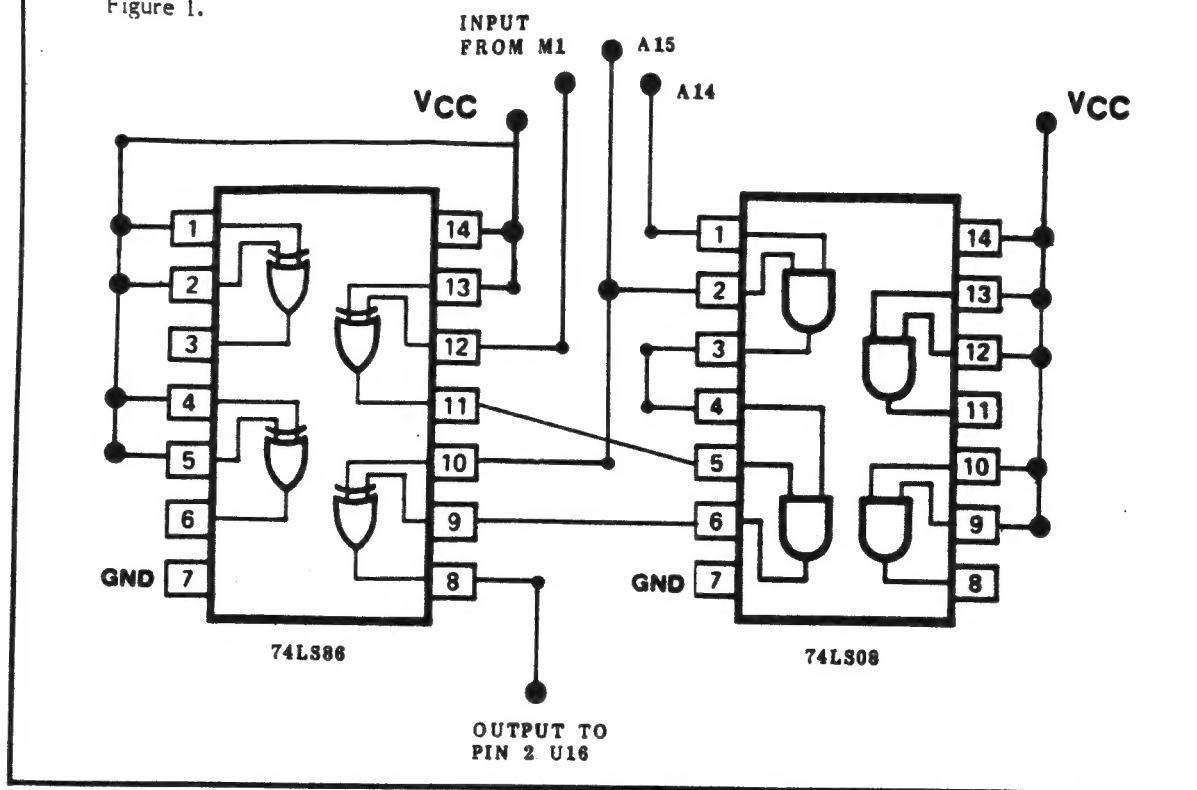 Figure 1.
INPUT
FROM M1
A15
A14
VCC
VCC
1
2
3
4
5
6
GND 7
14
13
12
11
10
9
8
74LS86
1
2
3
4
5
6
GND 7
14
13
12
11
10
9
8
74LS08
OUTPUT TO
PIN 2 U16